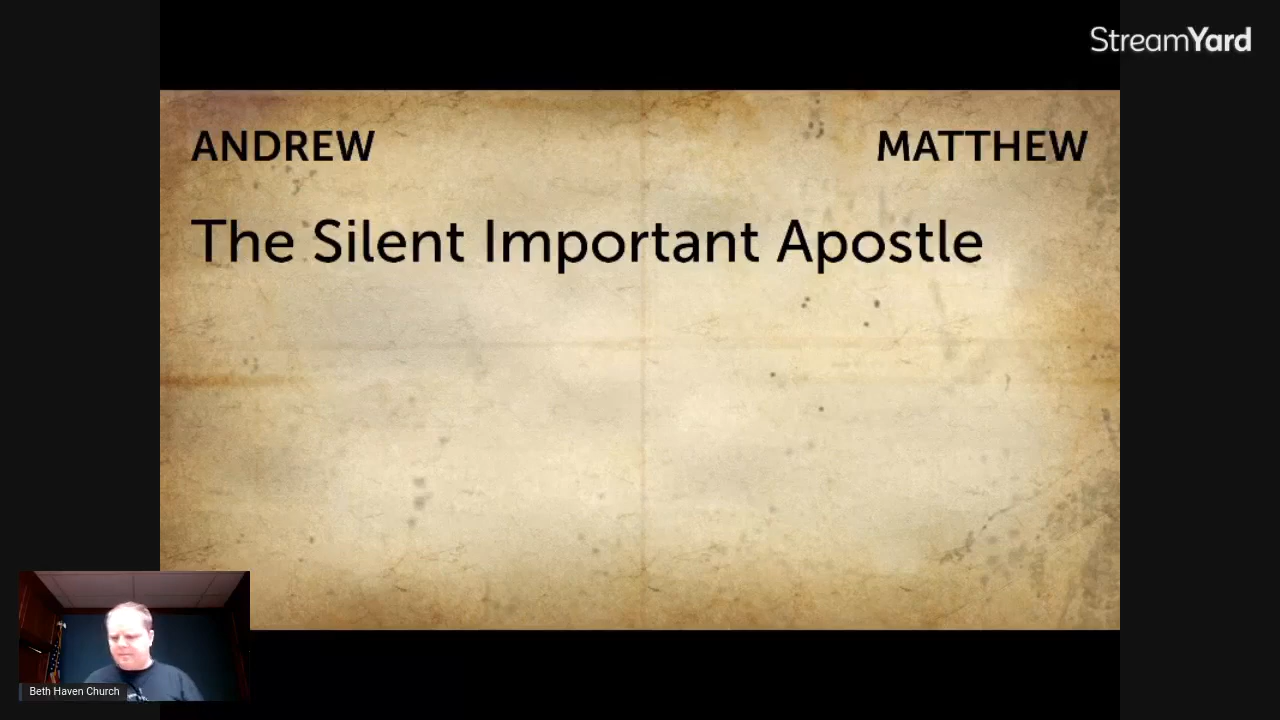 StreamYard
ANDREW MATTHEW
The Silent Important Apostle
Beth Haven Church